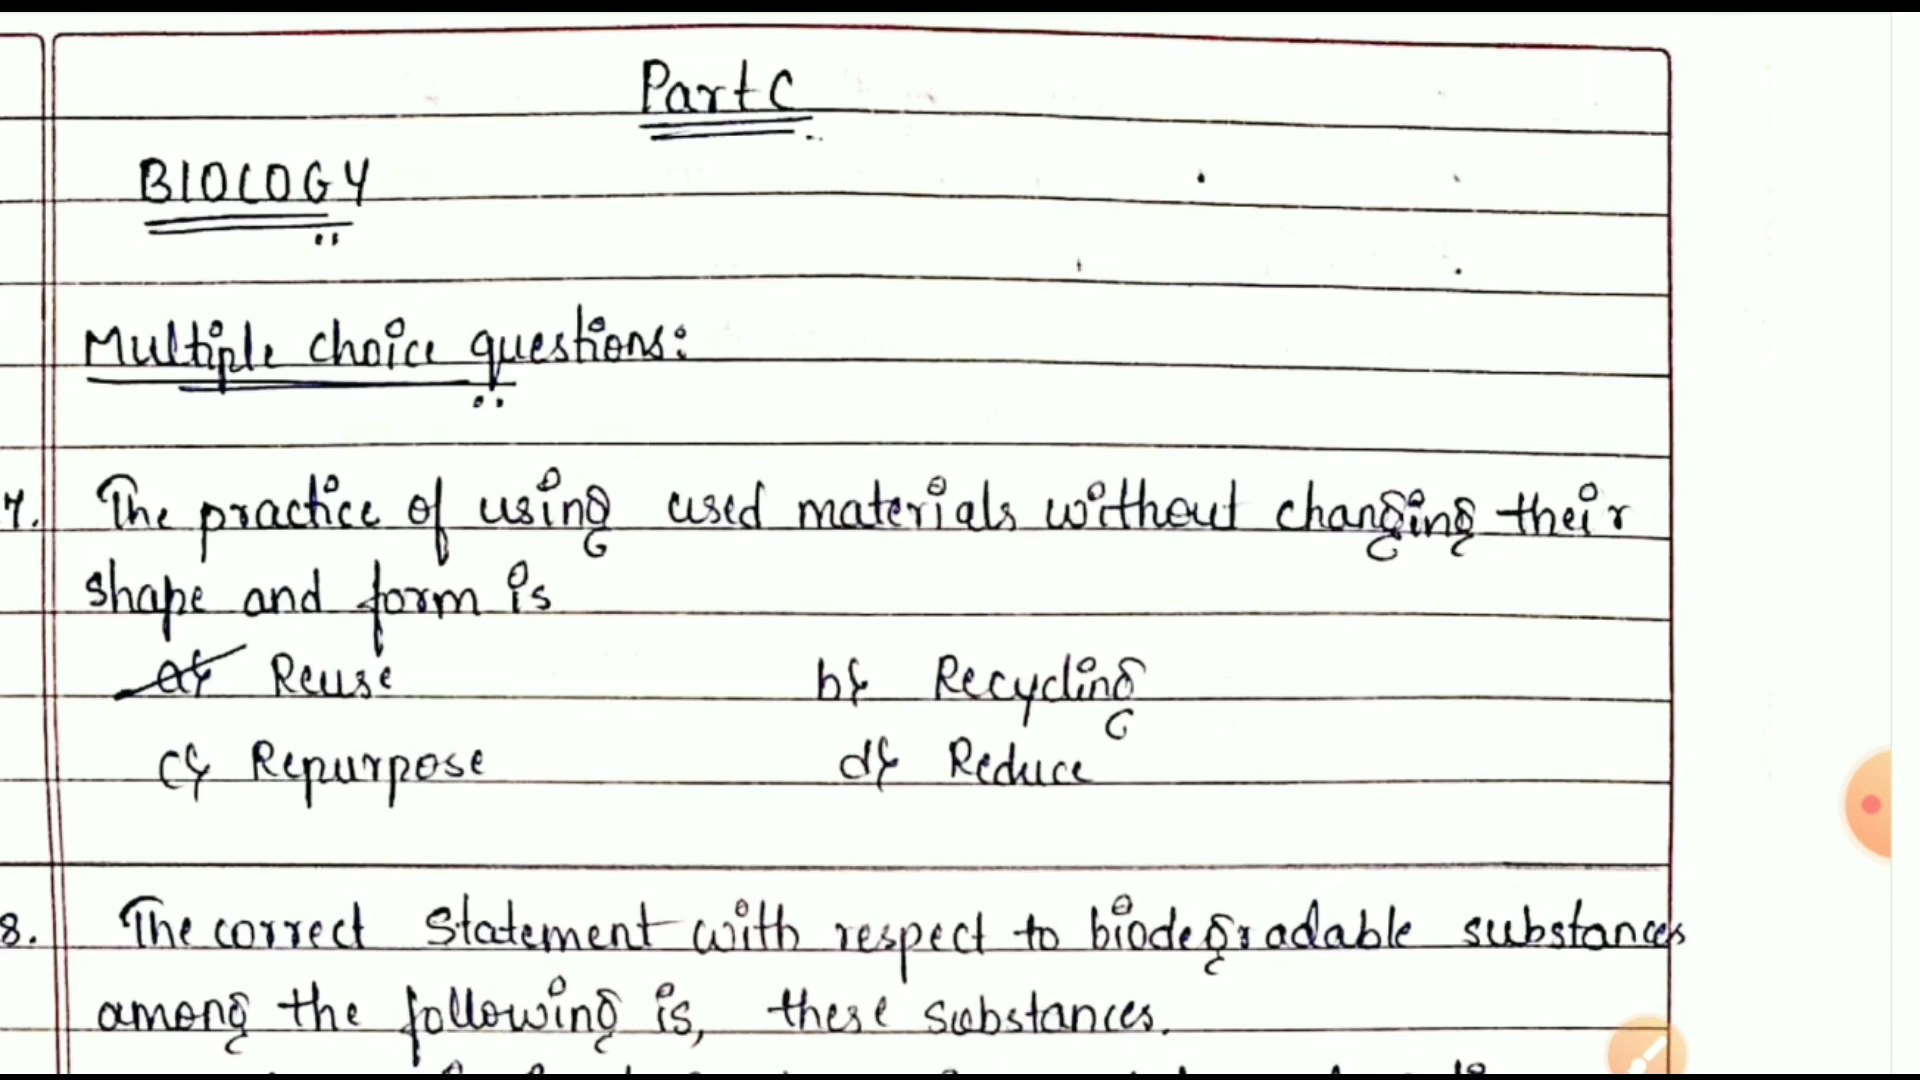 Part C
BIOLOGY
Multiple choice questions:
7. The practice of using used materials without changing their
shape and form is
a) Reuse b) Recycling
c) Repurpose d) Reduce
8. The correct statement with respect to biodegradable substances
among the following is, these substances.